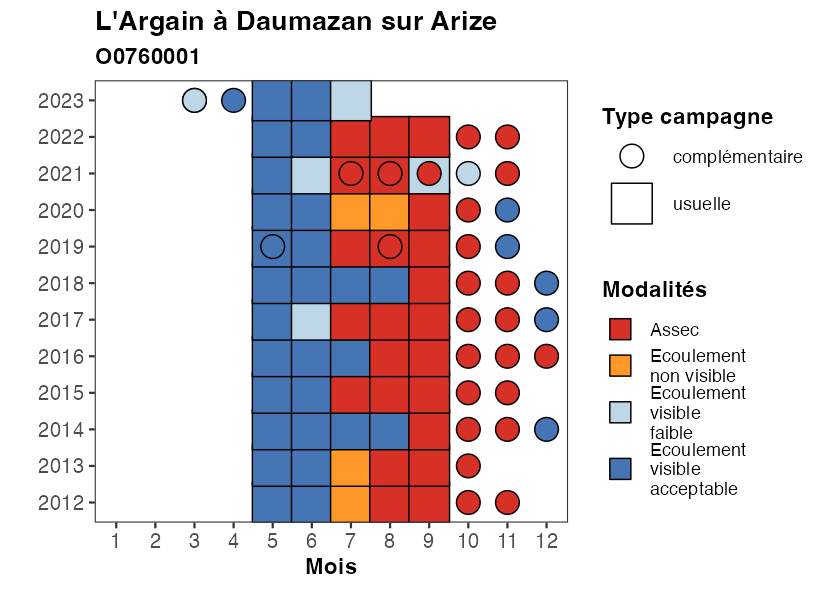 L'Argain à Daumazan sur Arize
O0760001
2023
2022
2021
2020
2019
2018
2017
2016
2015
2014
2013
2012
1 2 3 4 5 6 7 8 9 10 11 12
Mois
Type campagne
complémentaire
usuelle
Modalités
Assec
Ecoulement
non visible
Ecoulement
visible
faible
Ecoulement
visible
acceptable